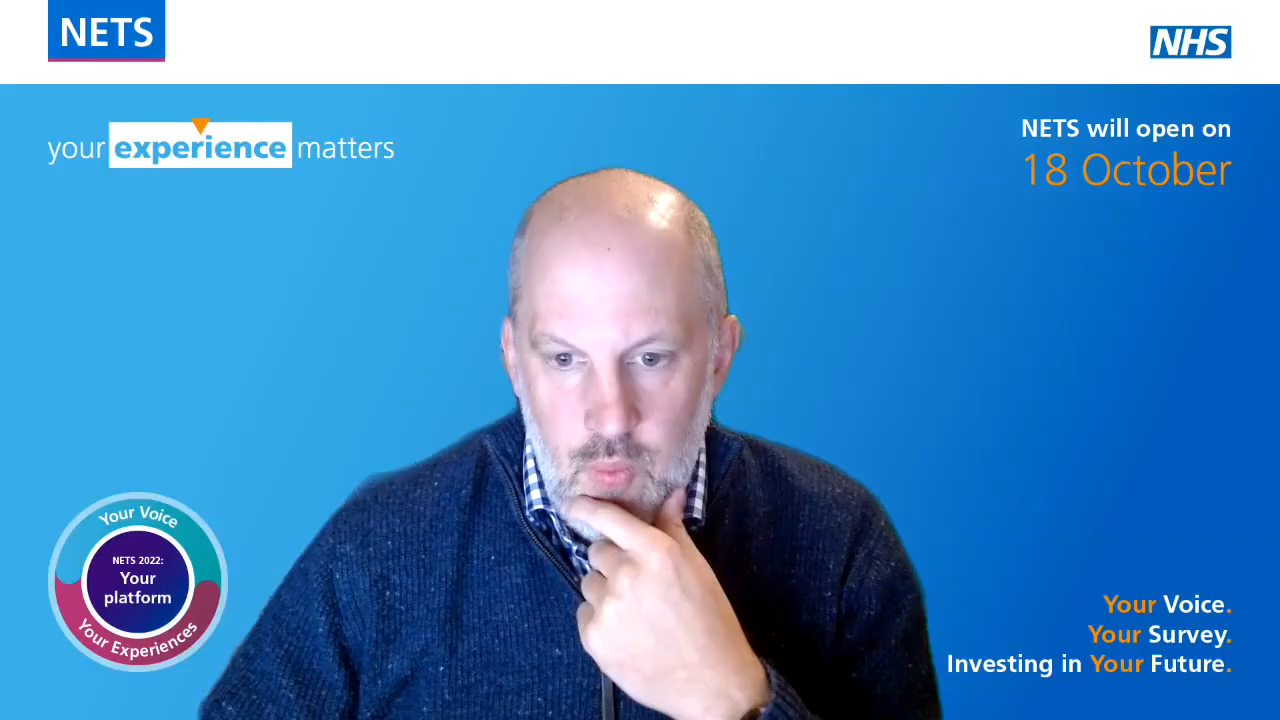 NETS
NHS
your experience matters
NETS will open on
18 October
Your Voice
NETS 2022:
Your
platform
Your Experiences
Your Voice.
Your Survey.
Investing in Your Future.